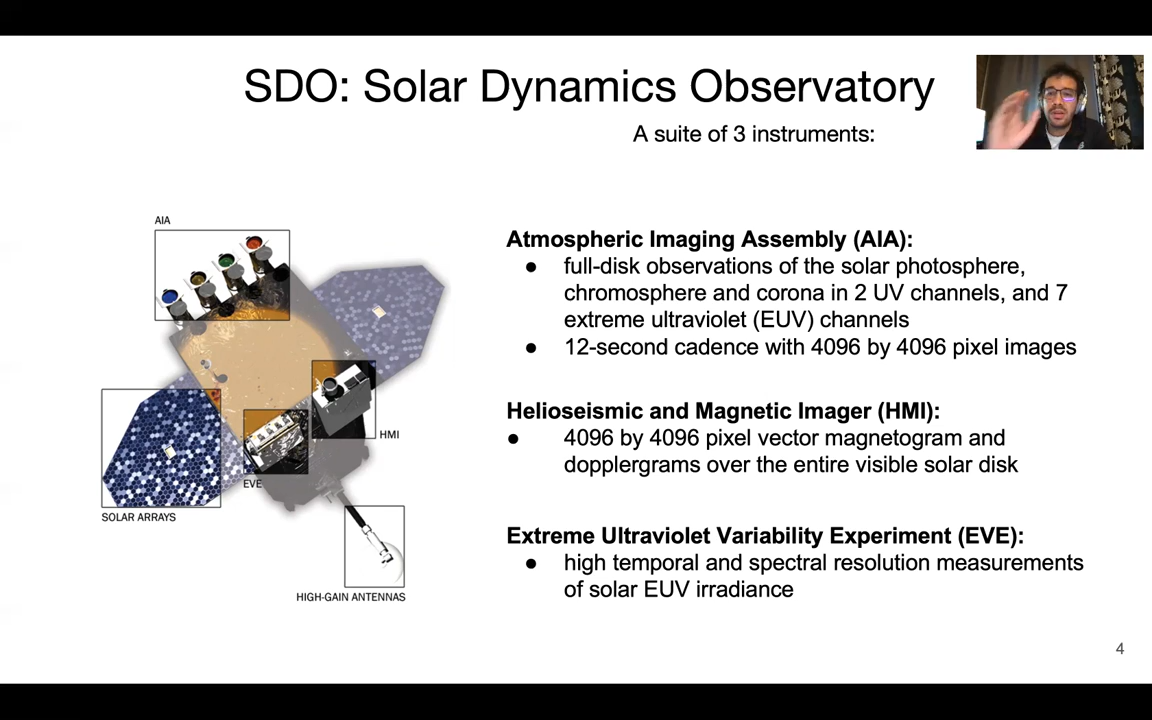 SDO: Solar Dynamics Observatory
A suite of 3 instruments:
AIA
HMI
EVE
SOLAR ARRAYS
HIGH-GAIN ANTENNAS
Atmospheric Imaging Assembly (AIA):
● full-disk observations of the solar photosphere,
chromosphere and corona in 2 UV channels, and 7
extreme ultraviolet (EUV) channels
● 12-second cadence with 4096 by 4096 pixel images
Helioseismic and Magnetic Imager (HMI):
● 4096 by 4096 pixel vector magnetogram and
dopplergrams over the entire visible solar disk
Extreme Ultraviolet Variability Experiment (EVE):
● high temporal and spectral resolution measurements
of solar EUV irradiance
4